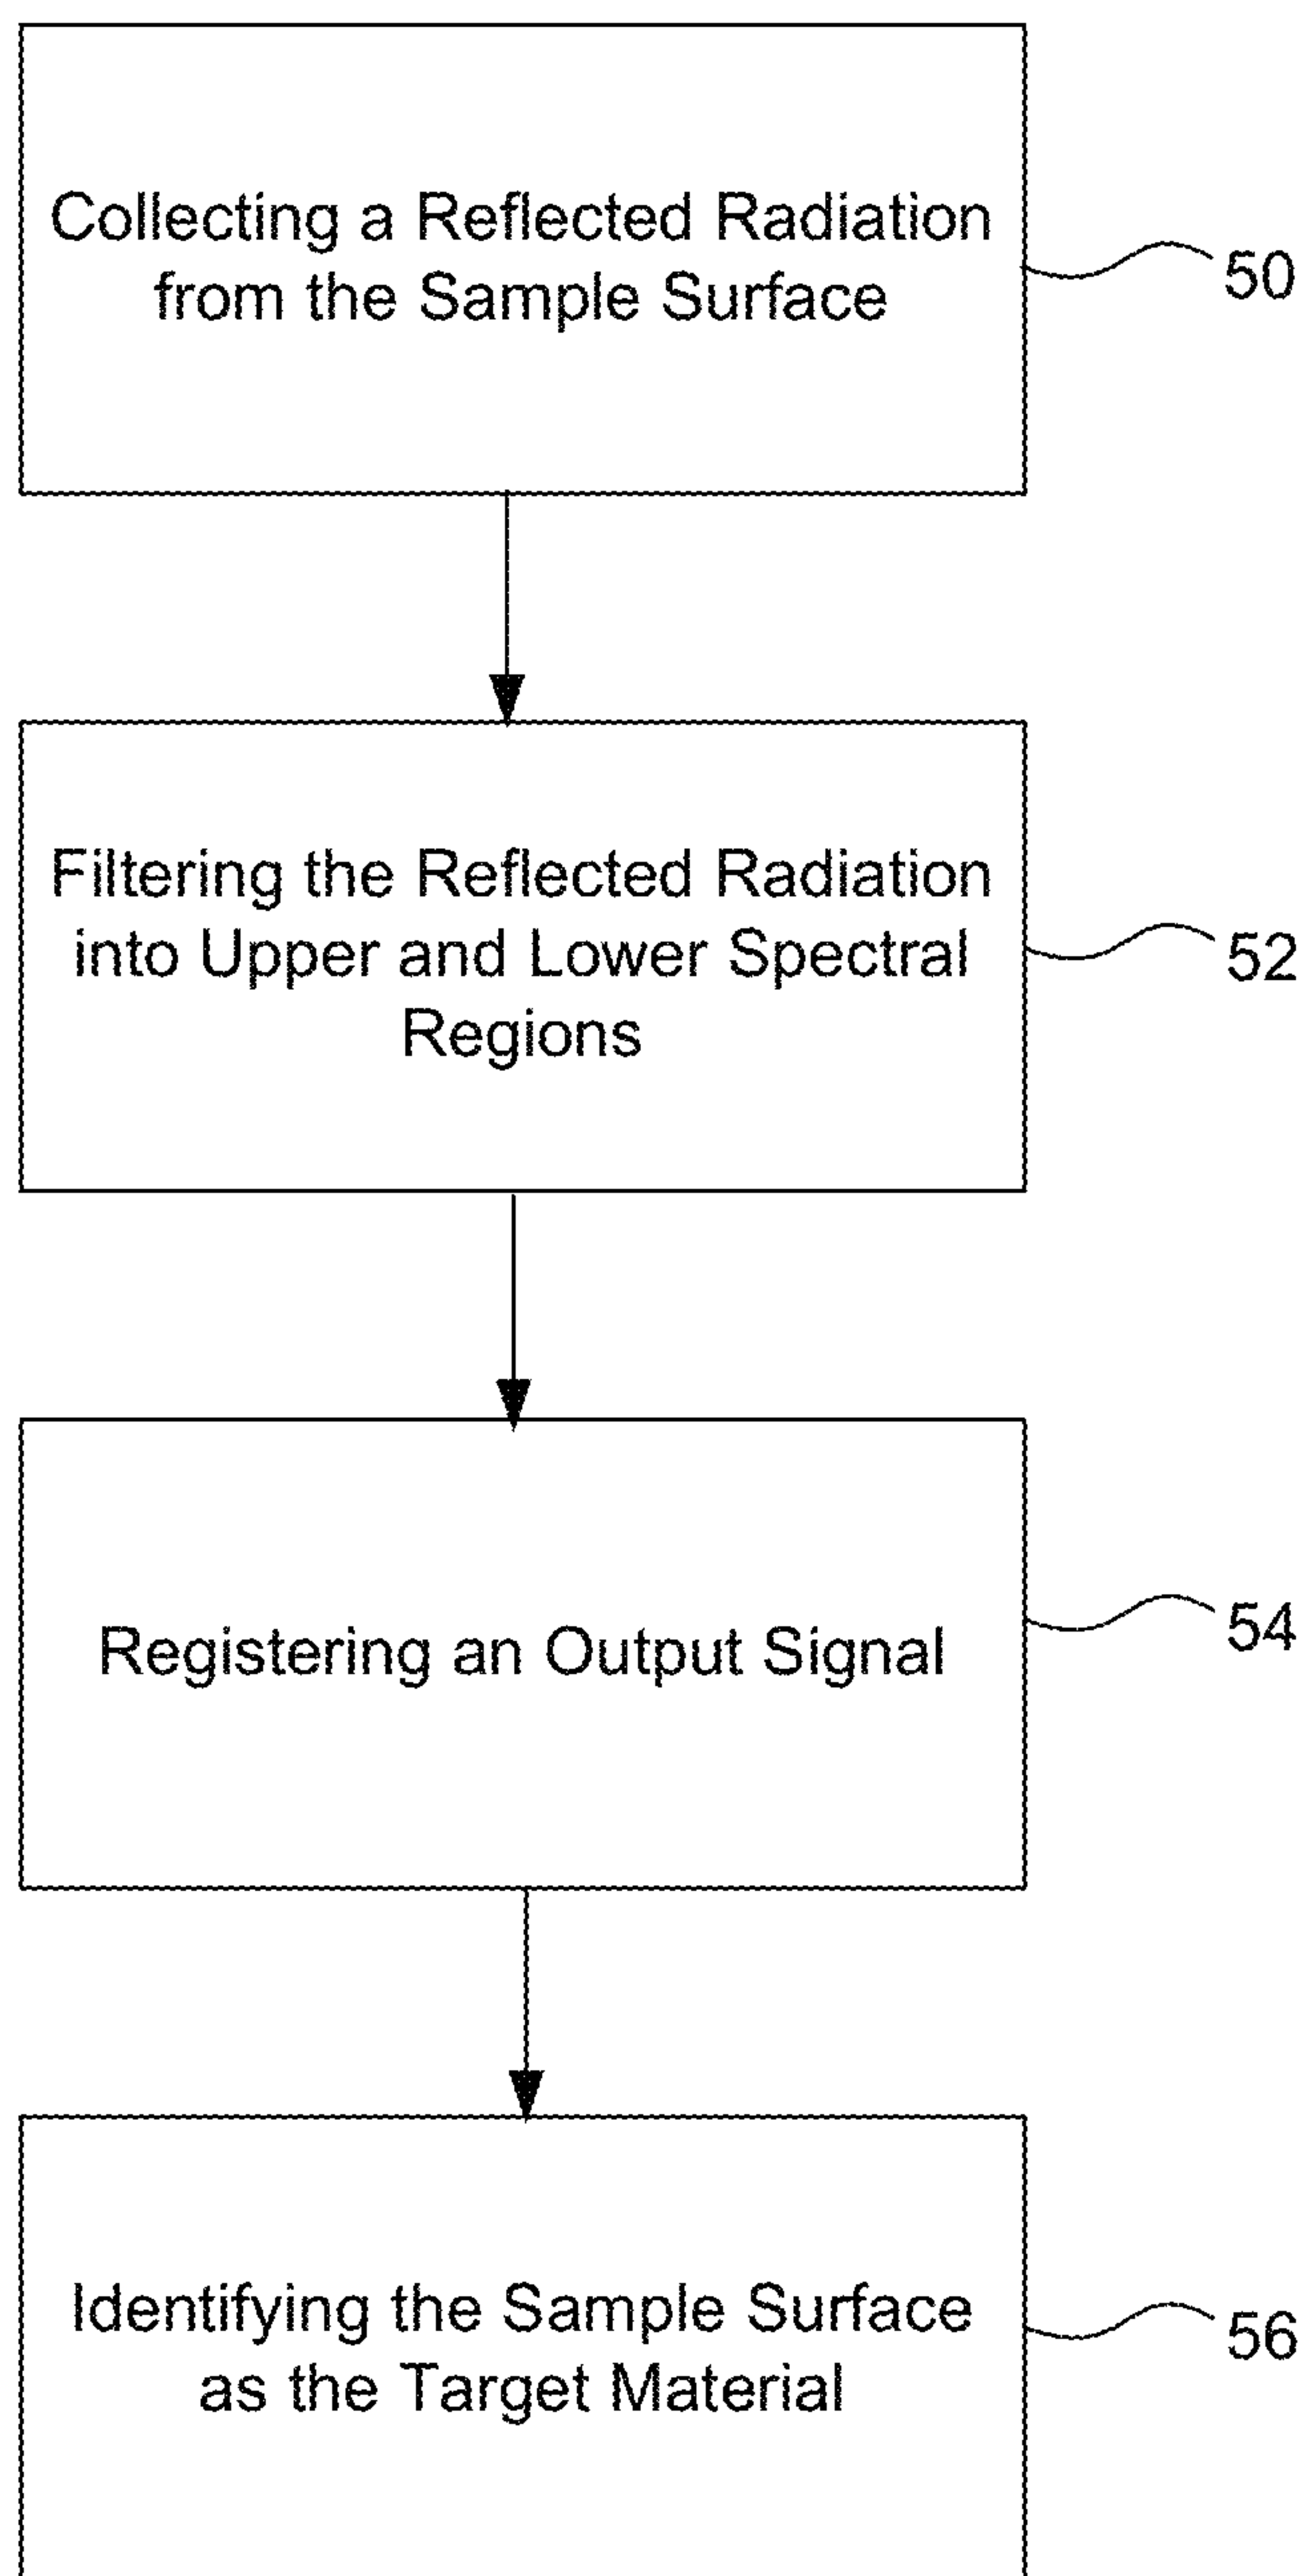 Collecting a Reflected Radiation
from the Sample Surface
50
Filtering the Reflected Radiation
into Upper and Lower Spectral
Regions
52
Registering an Output Signal
54
Identifying the Sample Surface
as the Target Material
56